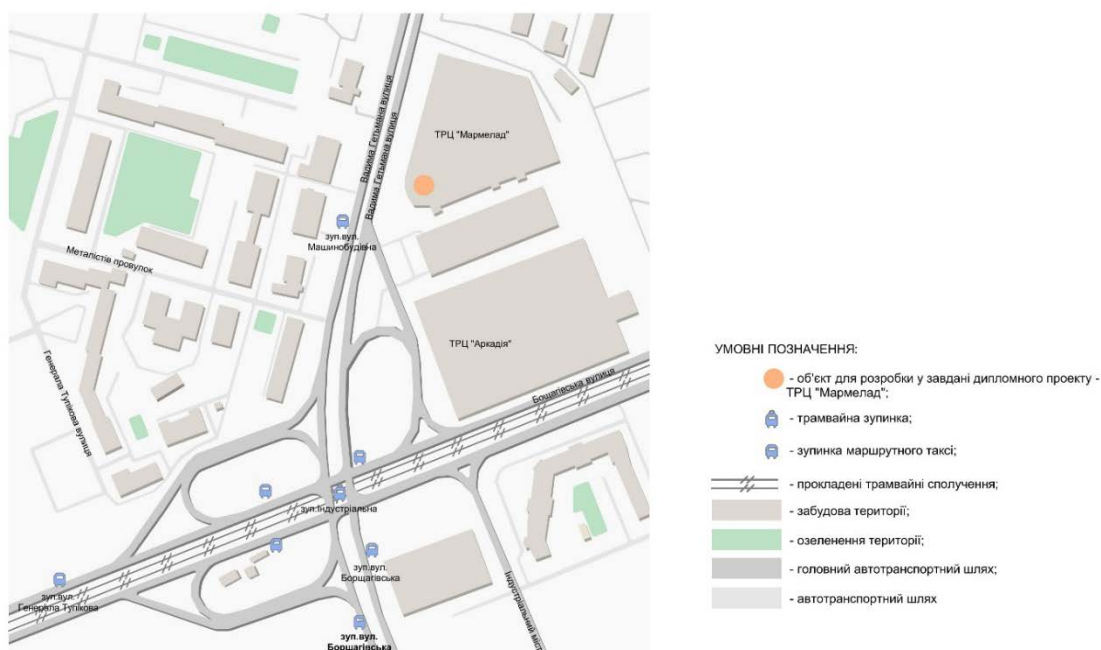 Вадима Гетьмана вулиця
Вадима Гетьмана вулиця
ТРЦ "Мармелад"
зуп.вул.
Машинобудівна
Металістів провулок
ТРЦ "Аркадія"
Генерала Тупікова вулиця
Бощагівська вулиця
зуп.Індустріальна
зуп.вул.
Борщагівська
зуп.вул.
Генерала Тупікова
Індустріальний міст
зуп.вул.
Борщагівська
УМОВНІ ПОЗНАЧЕННЯ:
- об'єкт для розробки у завдані дипломного проекту -
ТРЦ "Мармелад";
- трамвайна зупинка;
- зупинка маршрутного таксі;
- прокладені трамвайні сполучення;
- забудова території;
- озеленення території;
- головний автотранспортний шлях;
- автотранспортний шлях